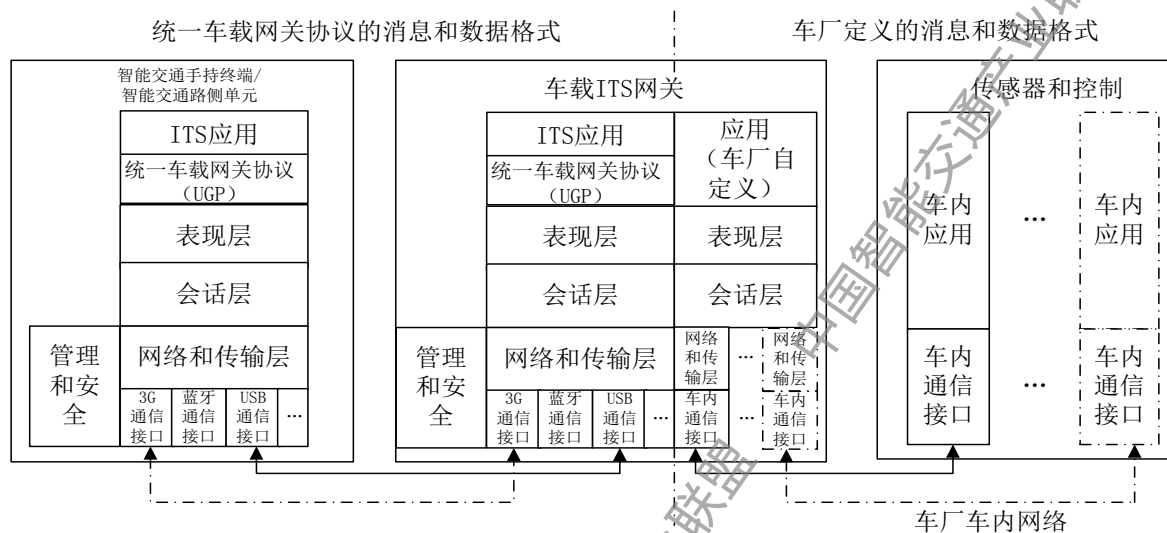 统一车载网关协议的消息和数据格式
车厂定义的消息和数据格式
智能交通手持终端/
智能交通路侧单元
ITS应用
统一车载网关协议
(UGP)
表现层
会话层
管理
和安
全
网络和传输层
3G
通信
接口
蓝牙
通信
接口
USB
通信
接口
…
车载ITS网关
ITS应用
统一车载网关协议
(UGP)
应用
(车厂自
定义)
表现层
表现层
会话层
会话层
管理
和安
全
网络和传输层
网络
和传
输层
…
网络
和传
输层
3G
通信
接口
蓝牙
通信
接口
USB
通信
接口
…
车内
通信
接口
…
车内
通信
接口
传感器和控制
车内
应用
…
车内
应用
车内
通信
接口
…
车内
通信
接口
车厂车内网络
中国智能交通产业联
联盟